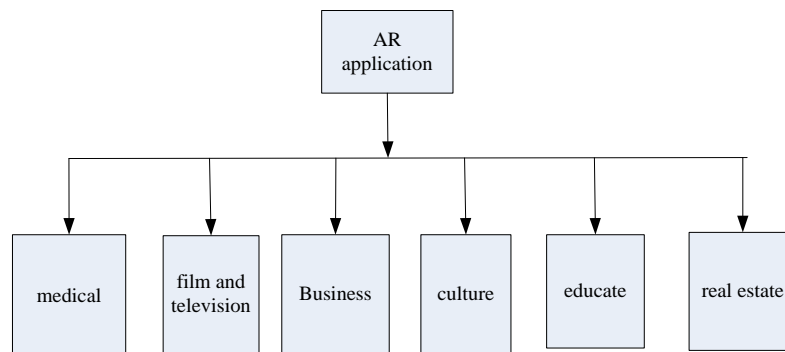 AR
application
medical
film and
television
Business
culture
educate
real estate